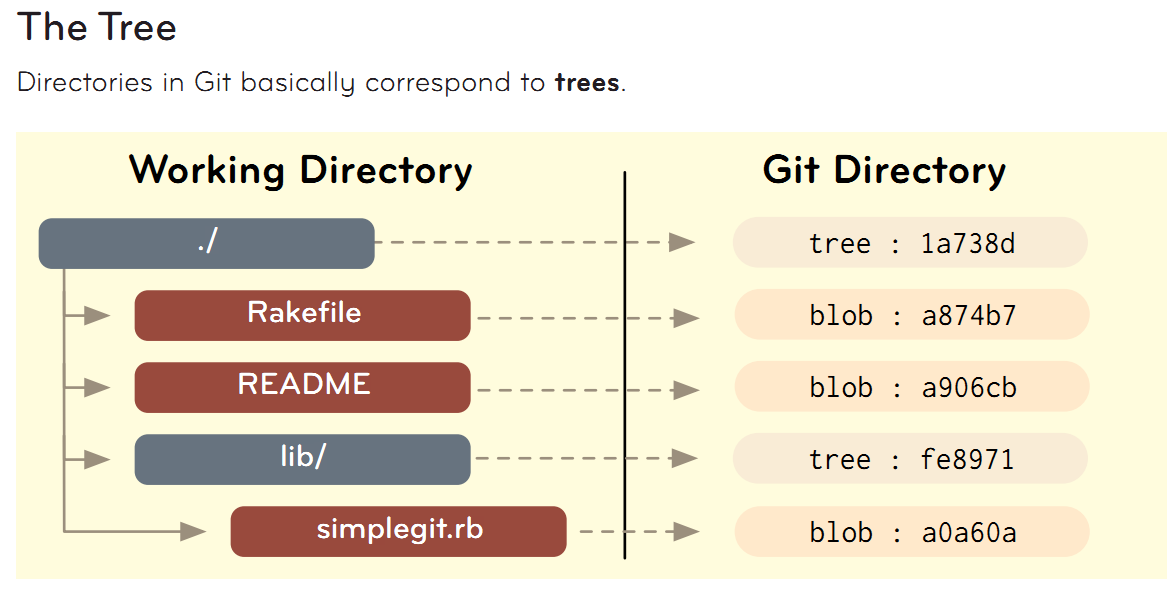 The Tree
Directories in Git basically correspond to trees.
Working Directory
Git Directory
./
tree : 1a738d
Rakefile
blob : a874b7
README
blob : a906cb
lib/
tree : fe8971
simplegit.rb
blob : a0a60a